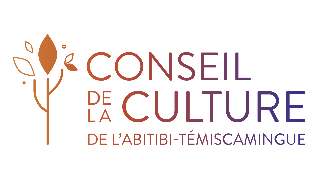 CONSEIL
DE LA CULTURE
DE L'ABITIBI-TÉMISCAMINGUE